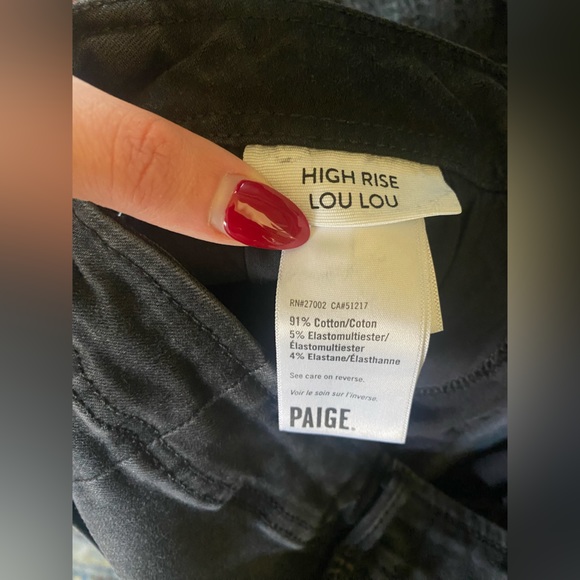 HIGH RISE
LOU LOU
RN#27002 CA#51217
91% Cotton/Coton
5% Elastomultiester/
Élastomultiester
4% Elastane/Élasthanne
See care on reverse.
Voir le soin sur l'inverse.
PAIGE.